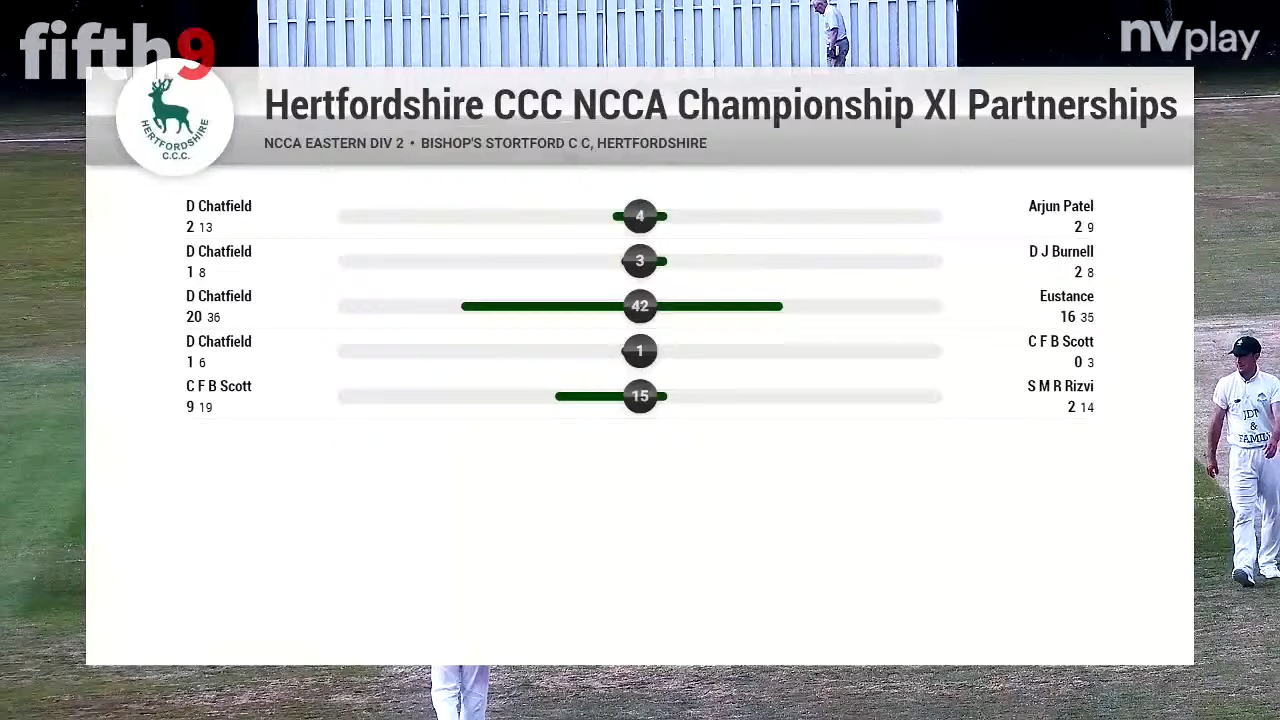 fifth9
nvplay
HERTFORDSHIRE
C.C.C.
Hertfordshire CCC NCCA Championship XI Partnerships
NCCA EASTERN DIV 2 • BISHOP'S STORTFORD C C, HERTFORDSHIRE
D Chatfield 4 Arjun Patel
2 13 2 9
D Chatfield 3 D J Burnell
1 8 2 8
D Chatfield 42 Eustance
20 36 16 35
D Chatfield 1 C F B Scott
1 6 0 3
C F B Scott 15 S M R Rizvi
9 19 2 14
JDT
&
FAMILY